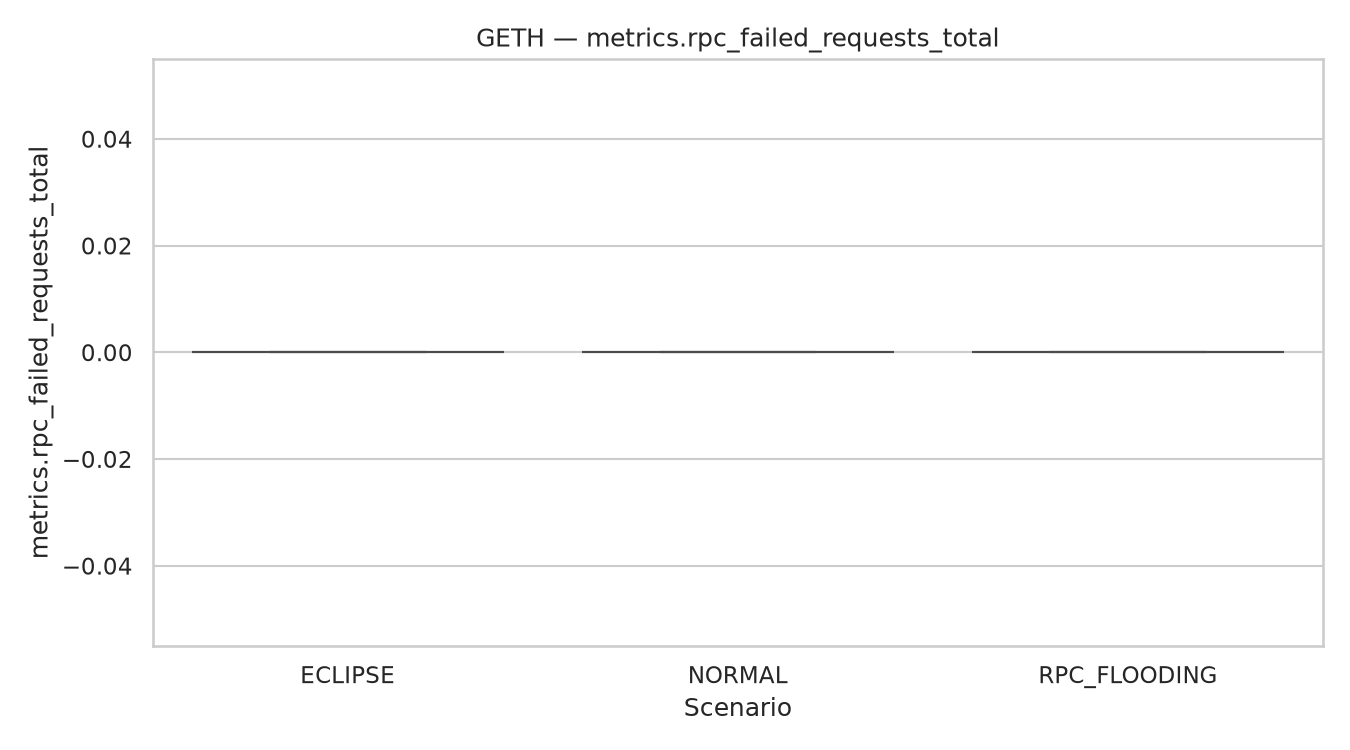 GETH — metrics.rpc_failed_requests_total
metrics.rpc_failed_requests_total
0.04
0.02
0.00
−0.02
−0.04
ECLIPSE
NORMAL
RPC_FLOODING
Scenario